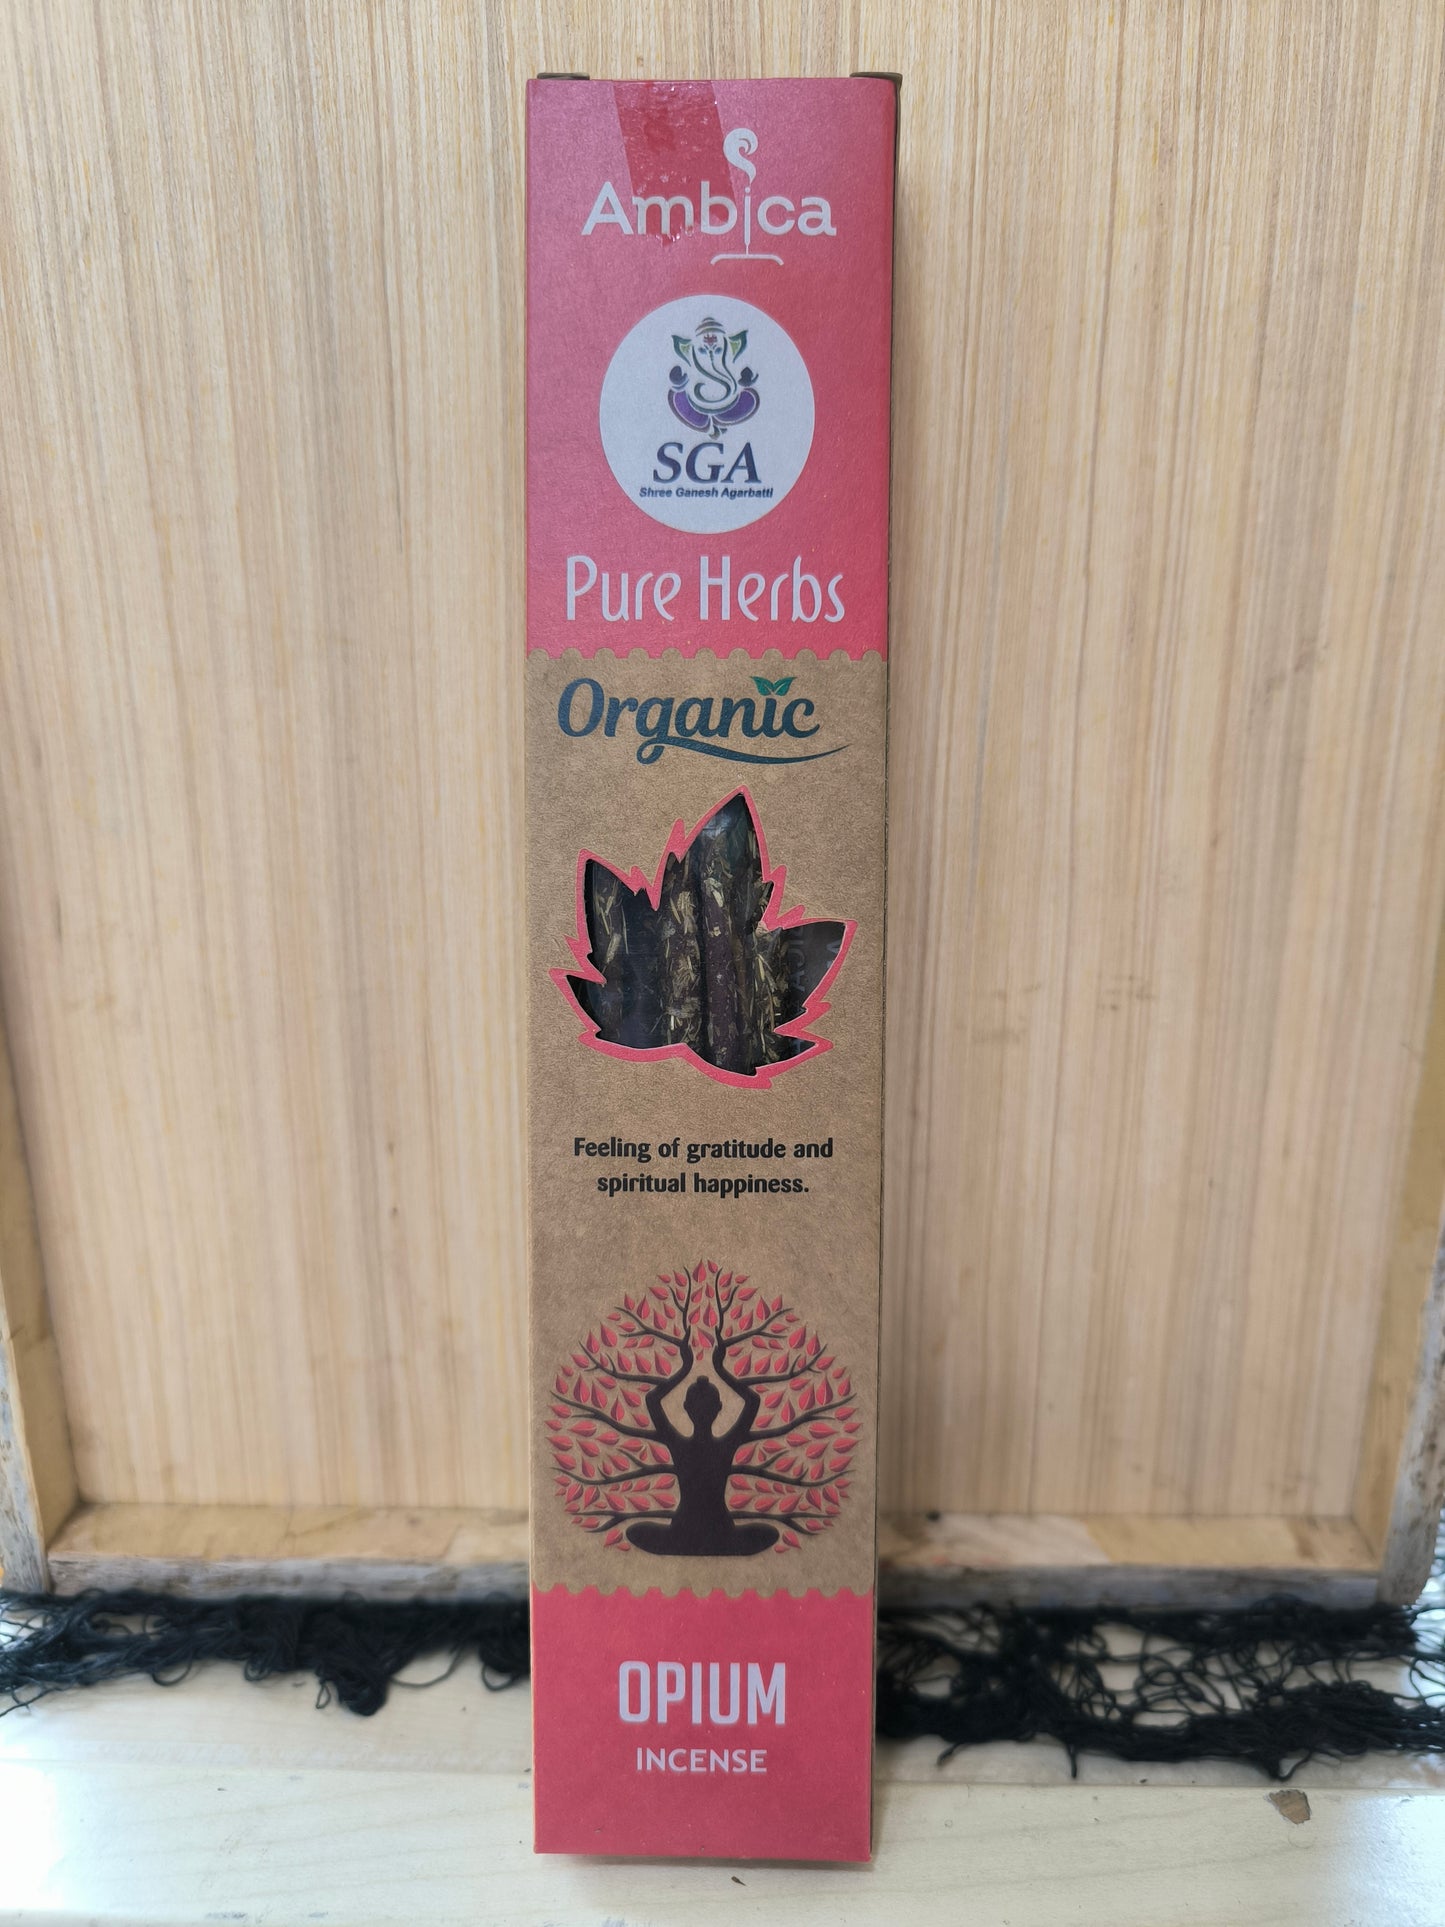 Ambica
SGA
Shree Ganesh Agarbatti
Pure Herbs
Organic
Feeling of gratitude and
spiritual happiness.
OPIUM
INCENSE